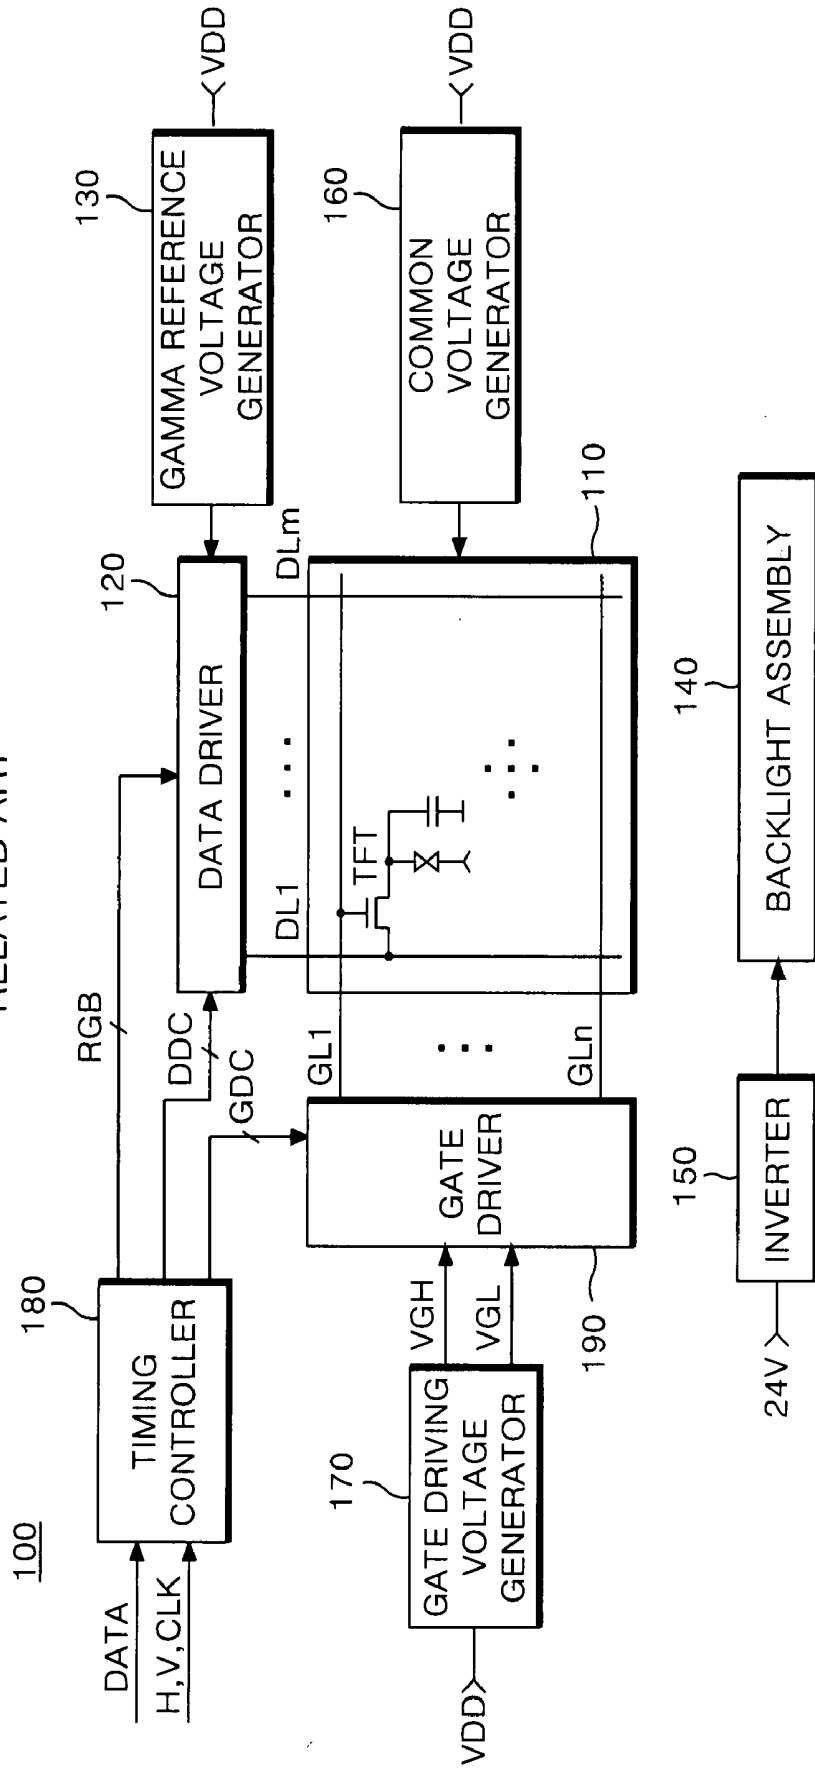 RELATED ART
100
DATA
H,V,CLK
180
TIMING
CONTROLLER
RGB
DDC
GDC
120
DATA DRIVER
130
GAMMA REFERENCE
VOLTAGE
GENERATOR
VDD
DL1
DLm
TFT
GL1
GLn
110
160
COMMON
VOLTAGE
GENERATOR
VDD
VDD
170
GATE DRIVING
VOLTAGE
GENERATOR
VGH
VGL
190
GATE
DRIVER
24V
150
INVERTER
140
BACKLIGHT ASSEMBLY